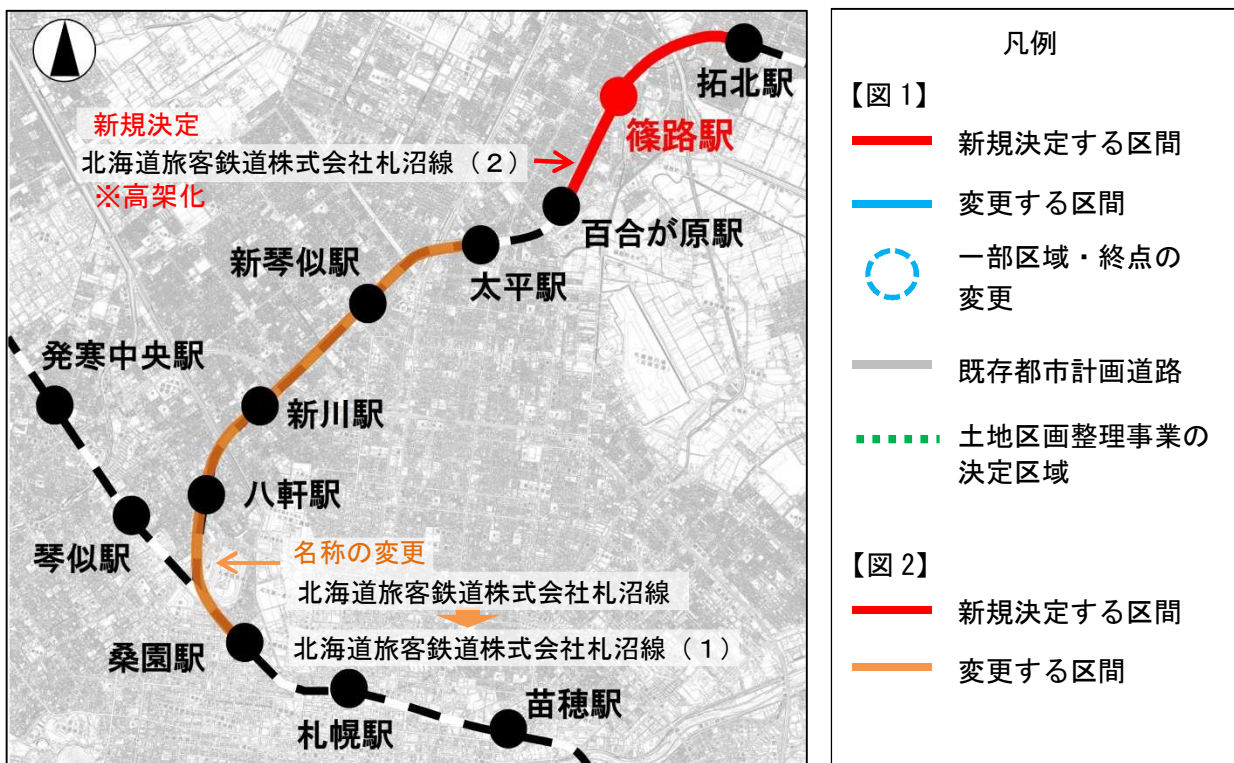 拓北駅
篠路駅
新規決定
北海道旅客鉄道株式会社札沼線（２）
※高架化
百合が原駅
新琴似駅
太平駅
発寒中央駅
新川駅
八軒駅
琴似駅
名称の変更
北海道旅客鉄道株式会社札沼線
北海道旅客鉄道株式会社札沼線（１）
桑園駅
苗穂駅
札幌駅
凡例
【図１】
新規決定する区間
変更する区間
一部区域・終点の
変更
既存都市計画道路
土地区画整理事業の
決定区域
【図２】
新規決定する区間
変更する区間